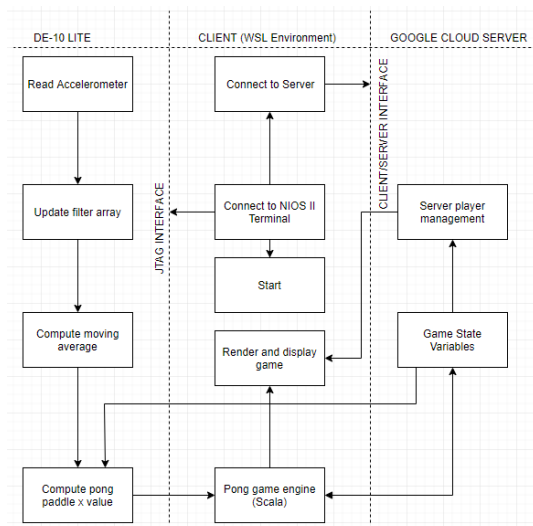 DE-10 LITE
CLIENT (WSL Environment)
GOOGLE CLOUD SERVER
Read Accelerometer
Connect to Server
CLIENT/SERVER INTERFACE
JTAG INTERFACE
Update filter array
Connect to NIOS II
Terminal
Server player
management
Start
Compute moving
average
Render and display
game
Game State
Variables
Compute pong
paddle x value
Pong game engine
(Scala)